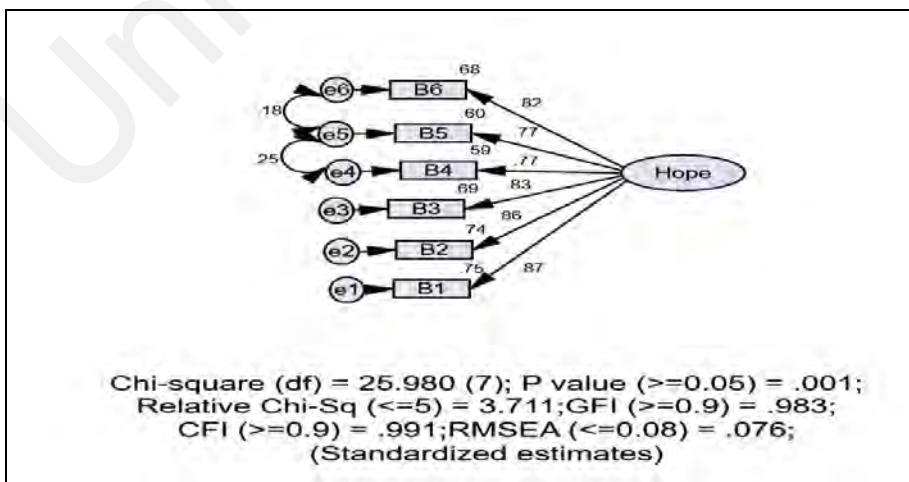 Uni
.68
e6 B6
.18 60 .82
e5 B5 .77
.25 59
e4 B4 .77 Hope
69 83
e3 B3
74 86
e2 B2
.75 87
e1 B1
Chi-square (df) = 25.980 (7); P value (>=0.05) = .001;
Relative Chi-Sq (<=5) = 3.711;GFI (>=0.9) = .983;
CFI (>=0.9) = .991;RMSEA (<=0.08) = .076;
(Standardized estimates)